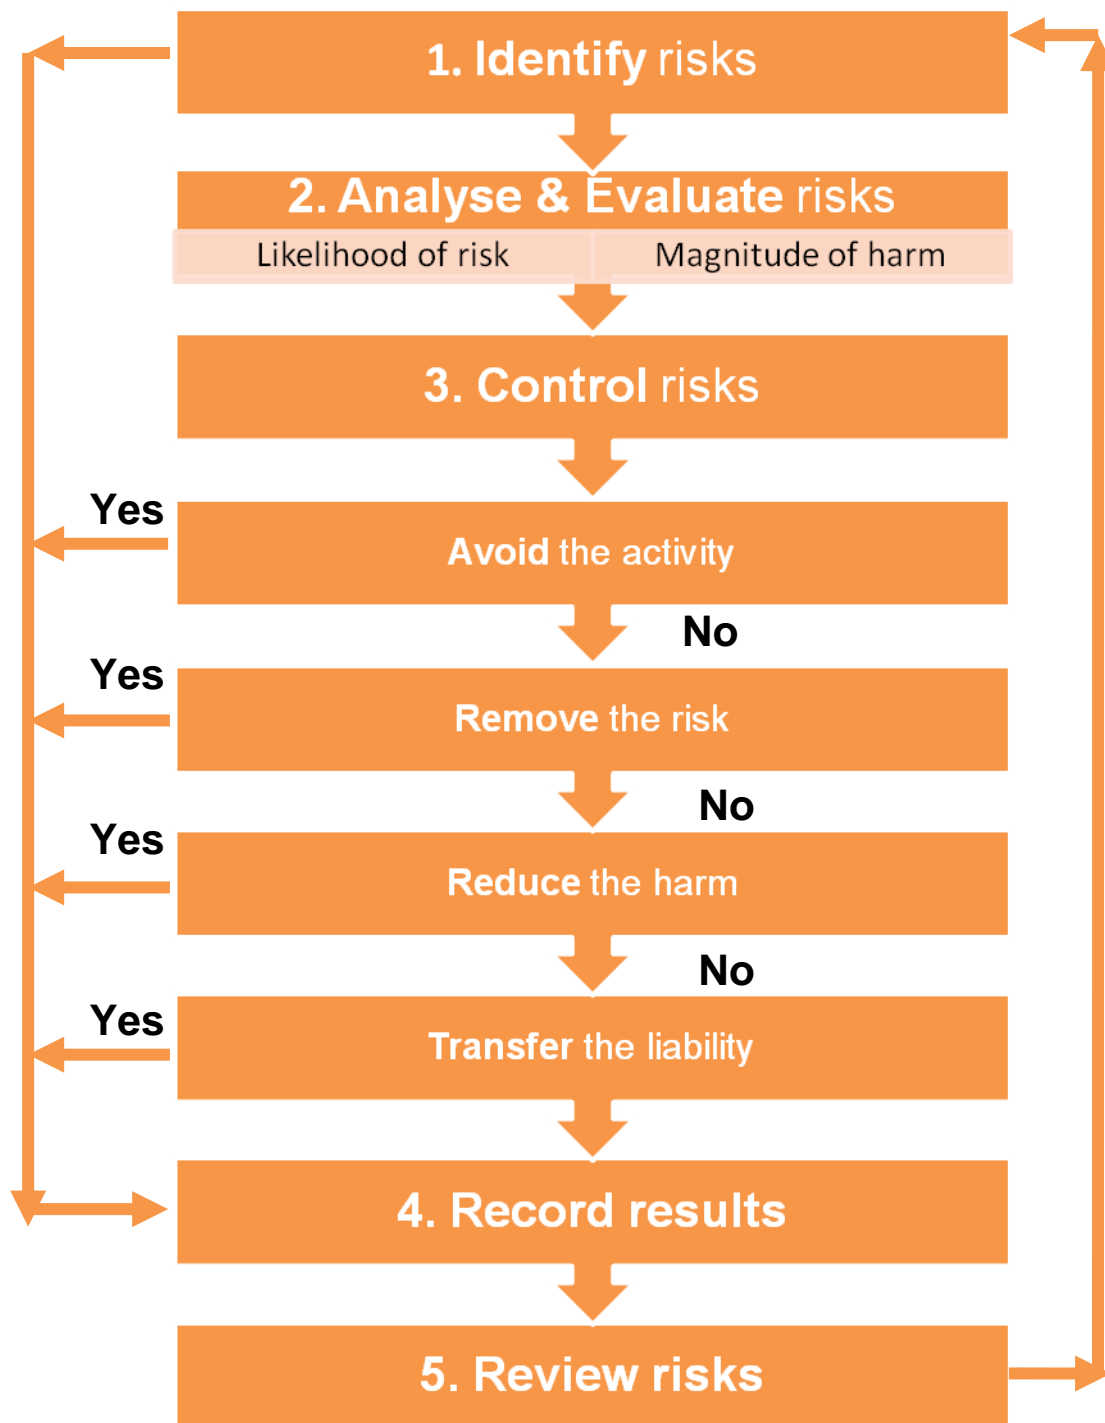 1. Identify risks
2. Analyse & Evaluate risks
Likelihood of risk
Magnitude of harm
3. Control risks
Yes
Avoid the activity
No
Yes
Remove the risk
No
Yes
Reduce the harm
No
Yes
Transfer the liability
4. Record results
5. Review risks